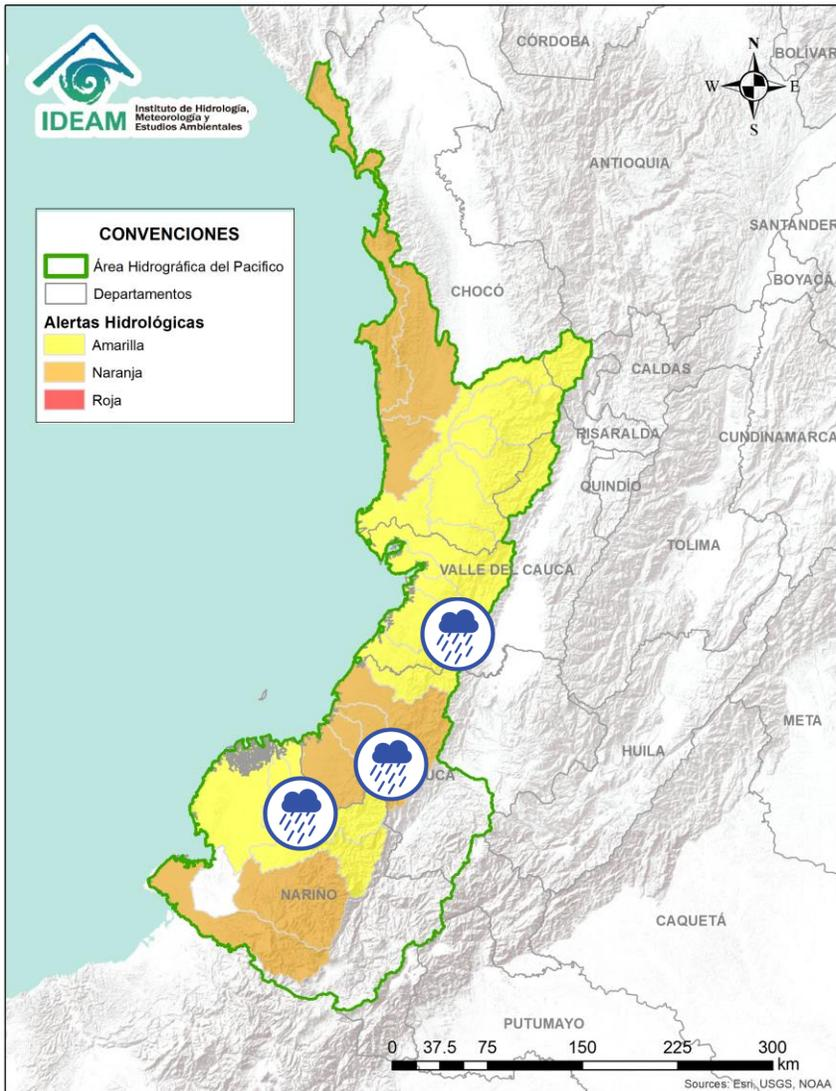 IDEAM
Instituto de Hidrología,
Meteorología y
Estudios Ambientales
CÓRDOBA
BOLÍVAR
N
W
E
S
ANTIOQUIA
SANTANDER
BOYACÁ
CONVENCIONES
Área Hidrográfica del Pacifico
Departamentos
Alertas Hidrológicas
Amarilla
Naranja
Roja
CHOCÓ
CALDAS
RISARALDA
CUNDINAMARCA
QUINDÍO
TOLIMA
VALLE DEL CAUCA
META
HUILA
UCA
NARIÑO
CAQUETÁ
PUTUMAYO
0 37.5 75 150 225 300
km
Sources: Esri, USGS, NOAA